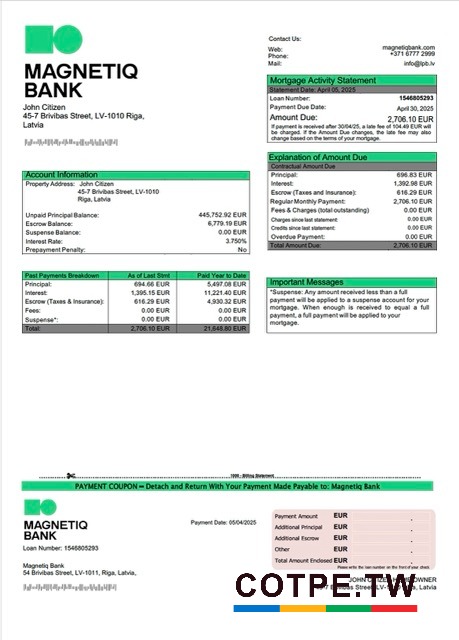 MAGNETIQ
BANK
John Citizen
45-7 Brivibas Street, LV-1010 Riga,
Latvia
Contact Us:
Web: magnetiqbank.com
Phone: +371 6777 2999
Mail: info@lpb.lv
Mortgage Activity Statement
Statement Date: April 05, 2025
Loan Number: 1546805293
Payment Due Date: April 30, 2025
Amount Due: 2,706.10 EUR
If payment is received after 30/04/25, a late fee of 104.49 EUR will
be charged. If the Amount Due changes, the late fee may also
change based on the terms of your mortgage.
Account Information
Property Address: John Citizen
45-7 Brivibas Street, LV-1010
Riga, Latvia
Unpaid Principal Balance: 445,752.92 EUR
Escrow Balance: 6,779.19 EUR
Suspense Balance: 0.00 EUR
Interest Rate: 3.750%
Prepayment Penalty: No
Explanation of Amount Due
Contractual Amount Due
Principal: 696.83 EUR
Interest: 1,392.98 EUR
Escrow (Taxes and Insurance): 616.29 EUR
Regular Monthly Payment: 2,706.10 EUR
Fees & Charges (total outstanding) 0.00 EUR
Charges since last statement: 0.00 EUR
Credits since last statement: 0.00 EUR
Overdue Payment: 0.00 EUR
Total Amount Due: 2,706.10 EUR
Past Payments Breakdown As of Last Stmt Paid Year to Date
Principal: 694.66 EUR 5,497.08 EUR
Interest: 1,395.15 EUR 11,221.40 EUR
Escrow (Taxes & Insurance): 616.29 EUR 4,930.32 EUR
Fees: 0.00 EUR 0.00 EUR
Suspense*: 0.00 EUR 0.00 EUR
Total: 2,706.10 EUR 21,648.80 EUR
Important Messages
*Suspense: Any amount received less than a full
payment will be applied to a suspense account for your
mortgage. When enough is received to equal a full
payment, a full payment will be applied to your
mortgage.
1098 - Billing Statement
PAYMENT COUPON – Detach and Return With Your Payment Made Payable to: Magnetiq Bank
MAGNETIQ
BANK
Loan Number: 1546805293
Magnetiq Bank
54 Brivibas Street, LV-1011, Riga,
Latvia
Payment Date: 05/04/2025
Payment Amount EUR .
Additional Principal EUR .
Additional Escrow EUR .
Other EUR .
Total Amount Enclosed EUR .
Please write the loan number on the front of your check.
JOHN CITIZEN HOMEOWNER
Brivibas Street, LV-1010 Riga,
COTPE.TW